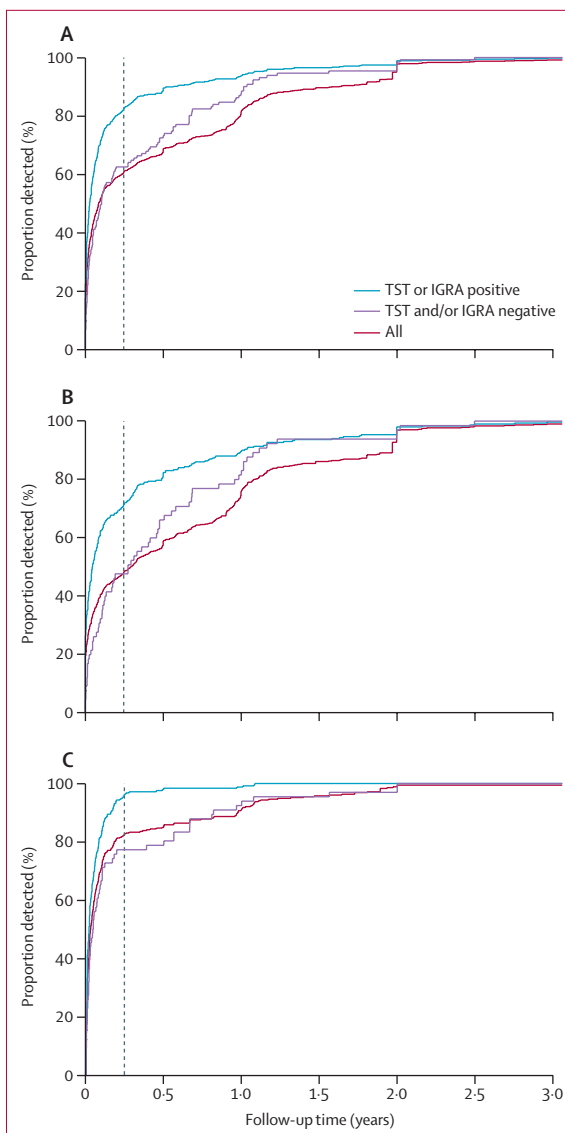 A
100
80
60
40
20
0
Proportion detected (%)
TST or IGRA positive
TST and/or IGRA negative
All
B
100
80
60
40
20
0
Proportion detected (%)
C
100
80
60
40
20
0
Proportion detected (%)
0 0·5 1·0 1·5 2·0 2·5 3·0
Follow-up time (years)